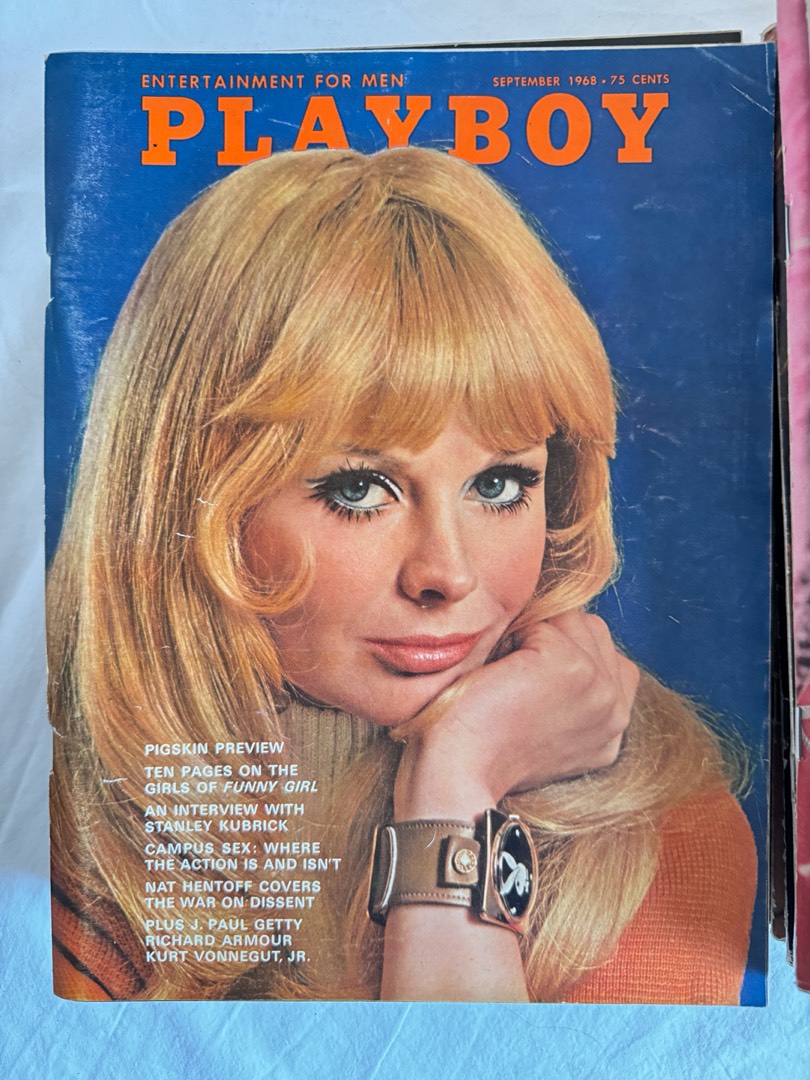 ENTERTAINMENT FOR MEN
SEPTEMBER 1968 • 75 CENTS
PLAYBOY
PIGSKIN PREVIEW
TEN PAGES ON THE
GIRLS OF FUNNY GIRL
AN INTERVIEW WITH
STANLEY KUBRICK
CAMPUS SEX: WHERE
THE ACTION IS AND ISN'T
NAT HENTOFF COVERS
THE WAR ON DISSENT
PLUS J. PAUL GETTY
RICHARD ARMOUR
KURT VONNEGUT, JR.